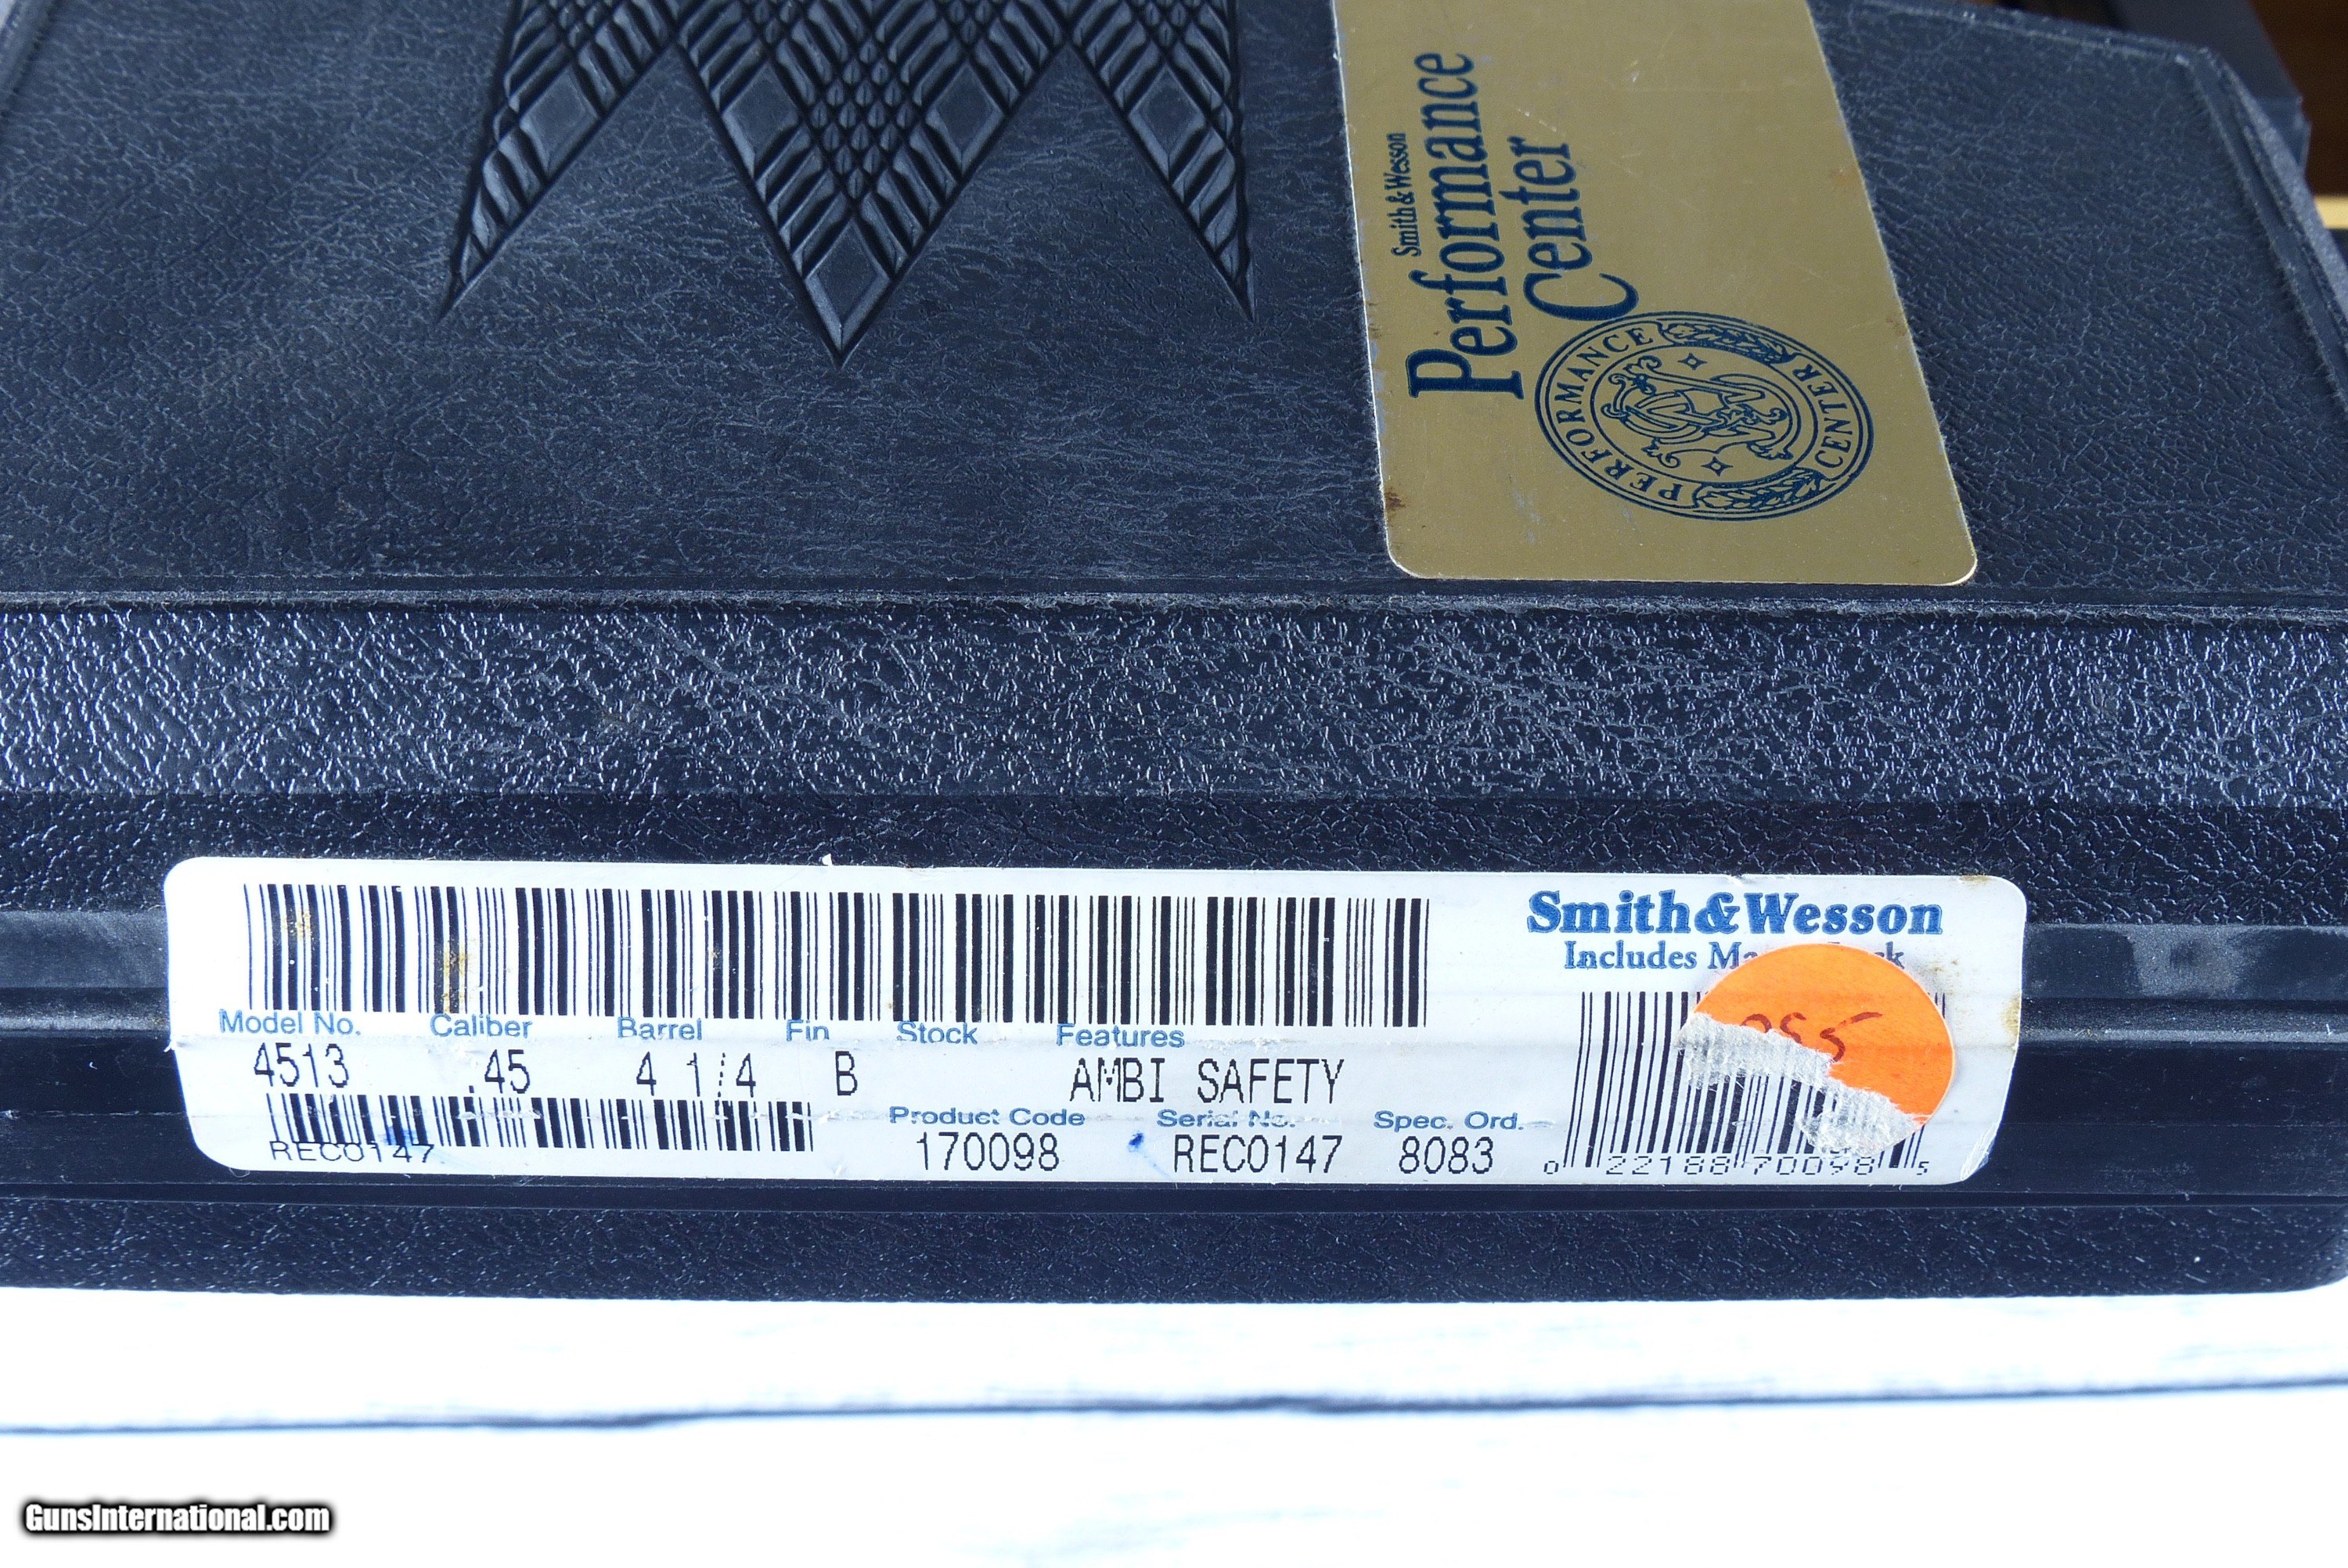 Smith & Wesson
Performance
Center
PERFORMANCE CENTER
Smith & Wesson
Includes
Model No. Caliber Barrel Fin Stock Features
4513 .45 4 1/4 B AMBI SAFETY
REC0147
Product Code Serial No. Spec. Ord.
170098 REC0147 8083
0 22188 70098 5
GunsInternational.com